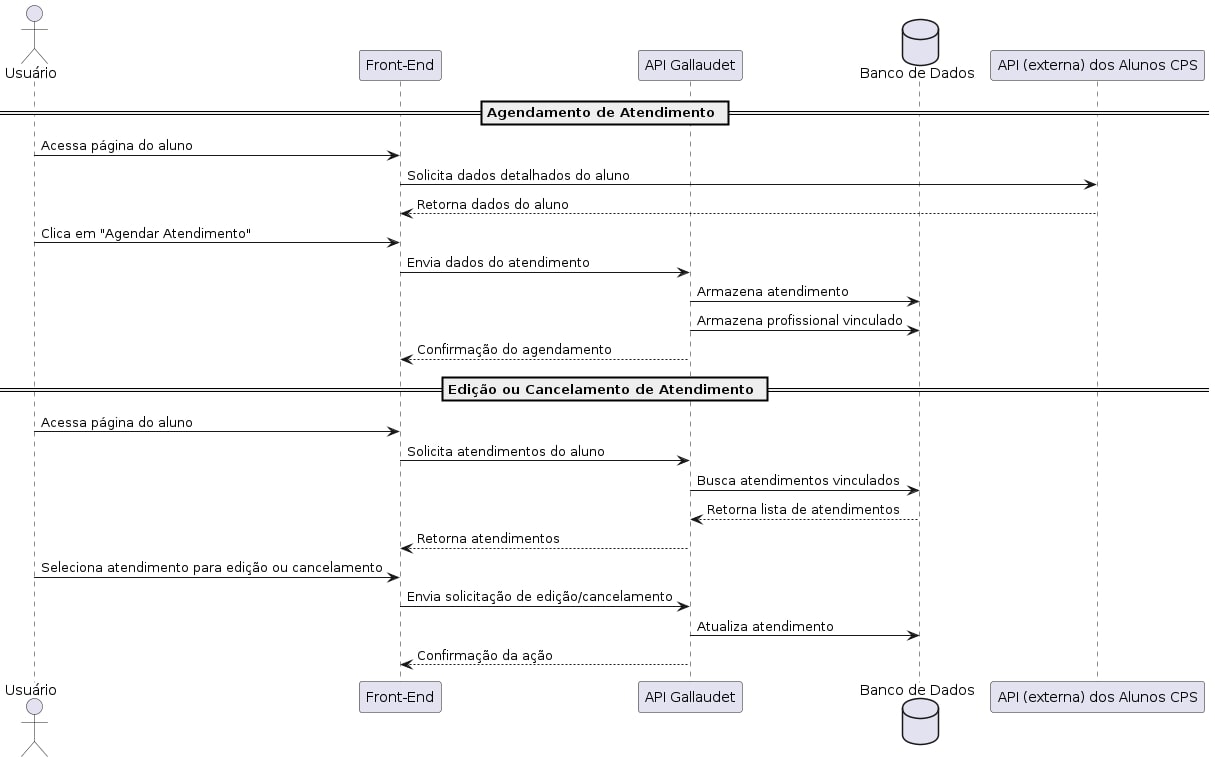 Usuário
Front-End
API Gallaudet
Banco de Dados
API (externa) dos Alunos CPS
Agendamento de Atendimento
Acessa página do aluno
Solicita dados detalhados do aluno
Retorna dados do aluno
Clica em "Agendar Atendimento"
Envia dados do atendimento
Armazena atendimento
Armazena profissional vinculado
Confirmação do agendamento
Edição ou Cancelamento de Atendimento
Acessa página do aluno
Solicita atendimentos do aluno
Busca atendimentos vinculados
Retorna lista de atendimentos
Retorna atendimentos
Seleciona atendimento para edição ou cancelamento
Envia solicitação de edição/cancelamento
Atualiza atendimento
Confirmação da ação
Usuário
Front-End
API Gallaudet
Banco de Dados
API (externa) dos Alunos CPS